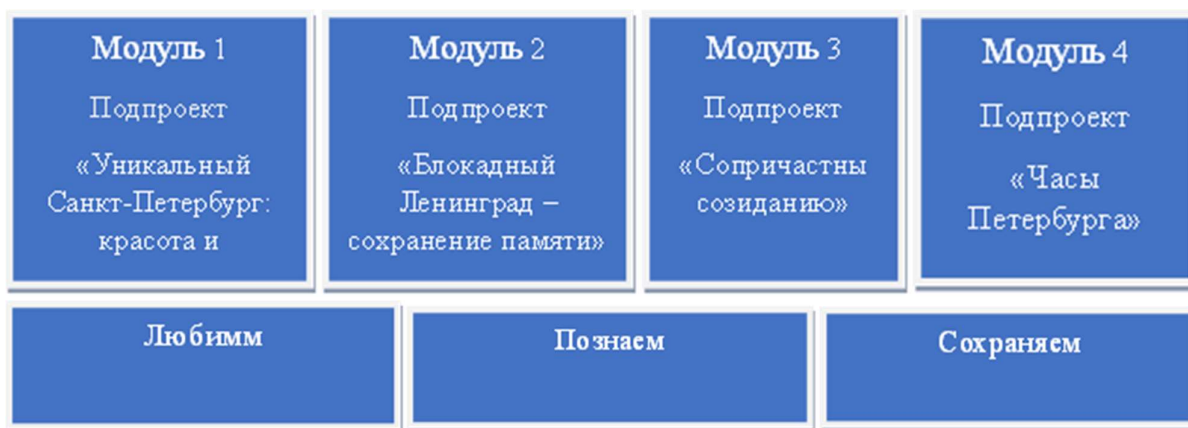 Модуль 1
Подпроект
«Уникальный
Санкт-Петербург:
красота и
Модуль 2
Подпроект
«Блокадный
Ленинград –
сохранение памяти»
Модуль 3
Подпроект
«Сопричастны
созиданию»
Модуль 4
Подпроект
«Часы
Петербурга»
Любимм
Познаем
Сохраняем